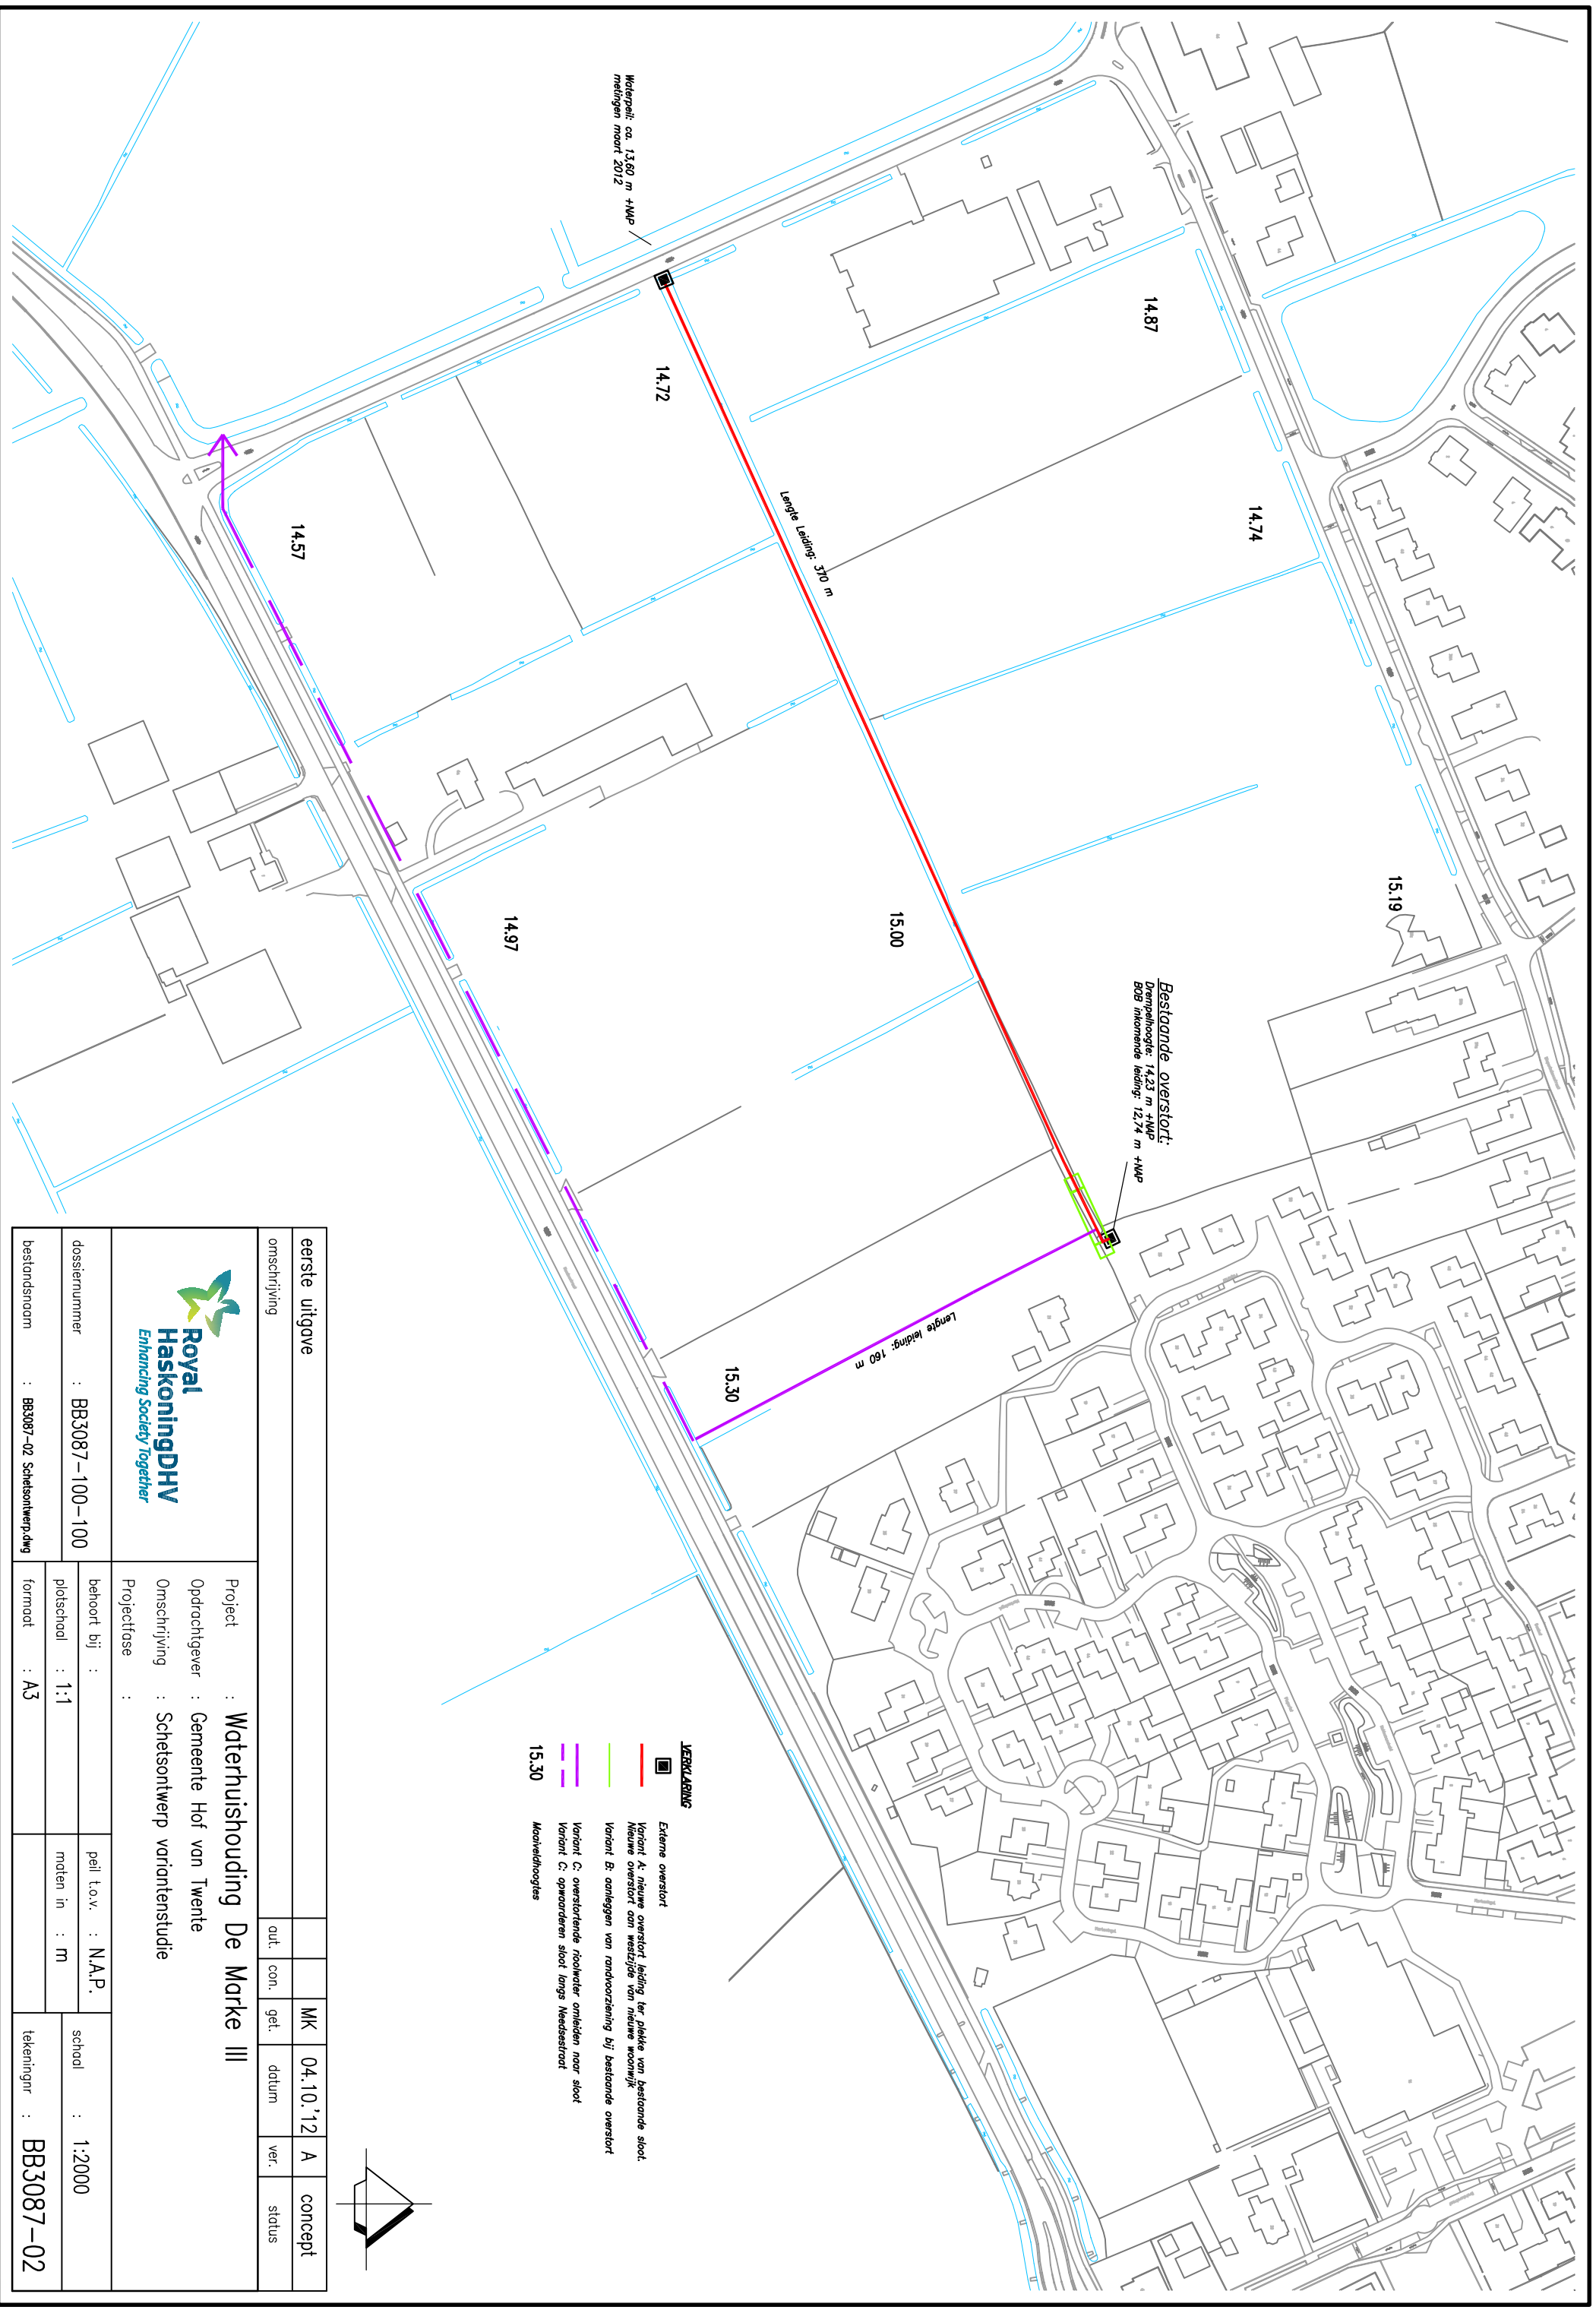 Waterpeil: ca. 13,60 m +NAP
metingen maart 2012
14.87
14.72
14.74
14.57
Lengte Leiding: 370 m
15.19
15.00
14.97
Bestaande overstort:
Drempelhoogte: 14,23 m +NAP
BOB inkomende leiding: 12,74 m +NAP
Lengte leiding: 160 m
15.30
VERKLARING
Externe overstort
Variant A: nieuwe overstort leiding ter plekke van bestaande sloot.
Nieuwe overstort aan westzijde van nieuwe woonwijk
Variant B: aanleggen van randvoorziening bij bestaande overstort
Variant C: overstortende rioolwater omleiden naar sloot
Variant C: opwaarderen sloot langs Needsestraat
15.30 Maaiveldhoogtes
eerste uitgave MK 04.10.'12 A concept
omschrijving aut. con. get. datum ver. status
Royal
HaskoningDHV
Enhancing Society Together
Project : Waterhuishouding De Marke III
Opdrachtgever : Gemeente Hof van Twente
Omschrijving : Schetsontwerp variantenstudie
Projectfase :
dossiernummer : BB3087-100-100
bestandsnaam : BB3087-02 Schetsontwerp.dwg
behoort bij :
plotschaal : 1:1
formaat : A3
peil t.o.v. : N.A.P.
maten in : m
schaal : 1:2000
tekeningnr : BB3087-02